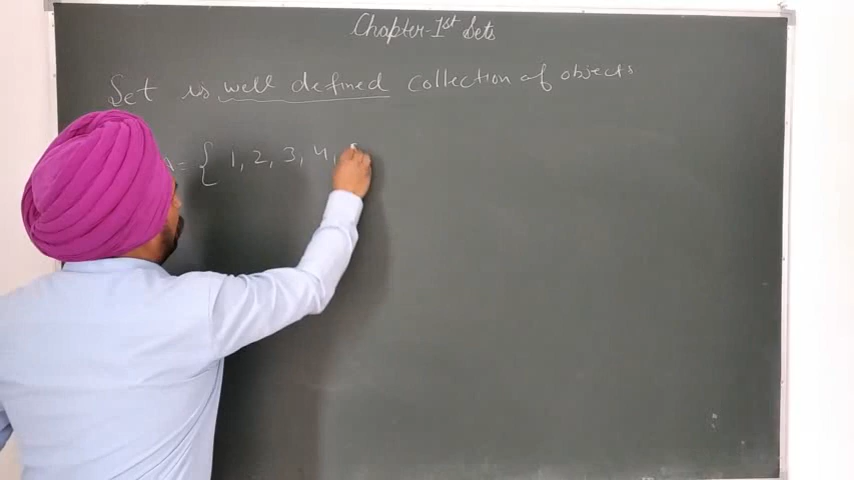 Chapter-1st Sets
Set is well defined collection of objects
A = { 1, 2, 3, 4,